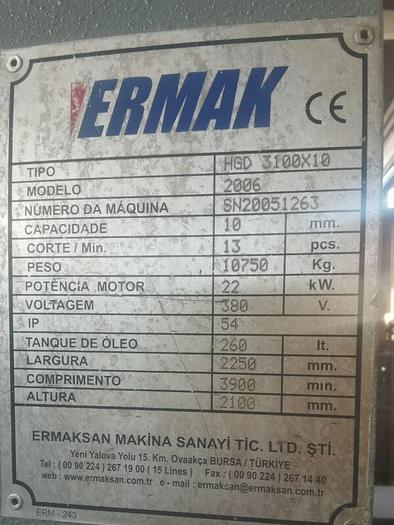 ERMAK CE
TIPO HGD 3100X10
MODELO 2006
NÚMERO DA MÁQUINA SN20051263
CAPACIDADE 10 mm.
CORTE / Min. 13 pcs.
PESO 10750 Kg.
POTÊNCIA MOTOR 22 kW.
VOLTAGEM 380 V.
IP 54
TANQUE DE ÓLEO 260 lt.
LARGURA 2250 mm.
COMPRIMENTO 3900 mm.
ALTURA 2100 mm.
ERMAKSAN MAKİNA SANAYİ TİC. LTD. ŞTİ.
Yeni Yalova Yolu 15. Km. Ovaakça BURSA / TÜRKİYE
Tel : ( 00 90 224 ) 267 19 00 ( 15 Lines ) Fax : ( 00 90 224 ) 267 14 40
web : www.ermaksan.com.tr e - mail : ermaksan@ermaksan.com.tr
ERM - 243